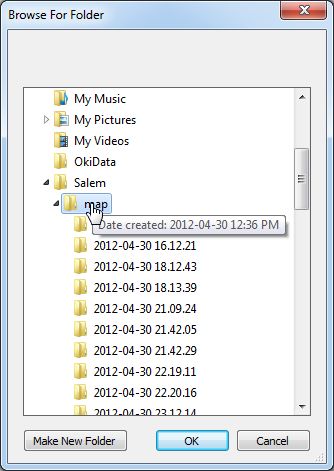 Browse For Folder
My Music
My Pictures
My Videos
OkiData
Salem
map
Date created: 2012-04-30 12:36 PM
2012-04-30 16.12.21
2012-04-30 18.12.43
2012-04-30 18.13.39
2012-04-30 21.09.24
2012-04-30 21.42.05
2012-04-30 21.42.29
2012-04-30 22.19.11
2012-04-30 22.20.16
2012-04-30 23.12.14
Make New Folder
OK
Cancel